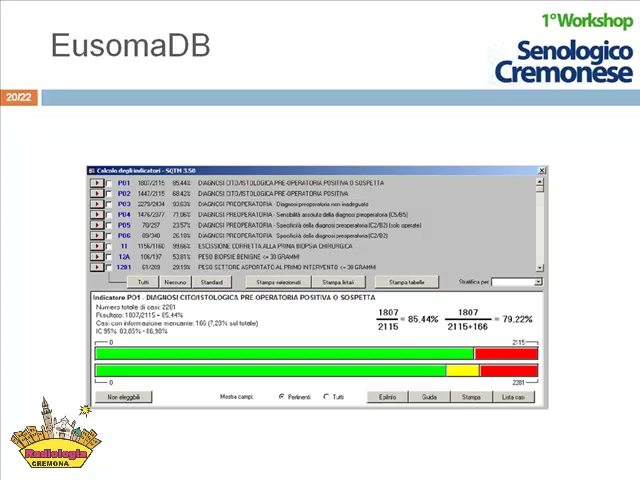 EusomaDB
1° Workshop
Senologico
Cremonese
20/22
Calcolo degli indicatori - SQTM 3.50
P01 1807/2115 85.44% DIAGNOSI CITO/ISTOLOGICA PRE-OPERATORIA POSITIVA O SOSPETTA
P02 1447/2115 68.42% DIAGNOSI CITO/ISTOLOGICA PRE-OPERATORIA POSITIVA
P03 2279/2434 93.63% DIAGNOSI PREOPERATORIA - Diagnosi preoperatoria non inadeguata
P04 1476/2077 71.06% DIAGNOSI PREOPERATORIA - Sensibilità assoluta della diagnosi preoperatoria (C5/B5)
P05 70/297 23.57% DIAGNOSI PREOPERATORIA - Specificità della diagnosi preoperatoria (C2/B2) (solo operate)
P06 89/340 26.18% DIAGNOSI PREOPERATORIA - Specificità della diagnosi preoperatoria (C2/B2)
11 1156/1160 99.66% ESCISSIONE CORRETTA ALLA PRIMA BIOPSIA CHIRURGICA
12A 106/197 53.81% PESO BIOPSIE BENIGNE <= 30 GRAMMI
12B1 61/209 29.19% PESO SETTORE ASPORTATO AL PRIMO INTERVENTO <= 30 GRAMMI
Tutti Nessuno Standard Stampa selezionati Stampa listati Stampa tabelle Stratifica per:
Indicatore PO1 - DIAGNOSI CITO/ISTOLOGICA PRE-OPERATORIA POSITIVA O SOSPETTA
Numero totale di casi: 2281
Risultato: 1807/2115 = 85,44%
Casi con informazione mancante: 166 (7,28% sul totale)
IC 95%: 83,85% - 86,90%
1807 / 2115 = 85,44% 1807 / 2115+166 = 79,22%
0 2115
0 2281
Non eleggibili Mostra campi: Pertinenti Tutti Esplirlo Guida Stampa Lista casi
Radiologia
CREMONA